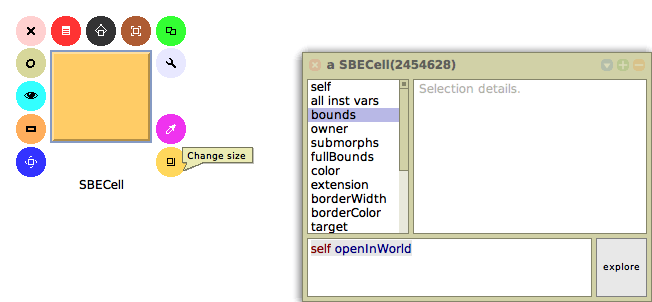 Change size
SBECell
a SBECell(2454628)
self
all inst vars
bounds
owner
submorphs
fullBounds
color
extension
borderWidth
borderColor
target
Selection details.
self openInWorld
explore